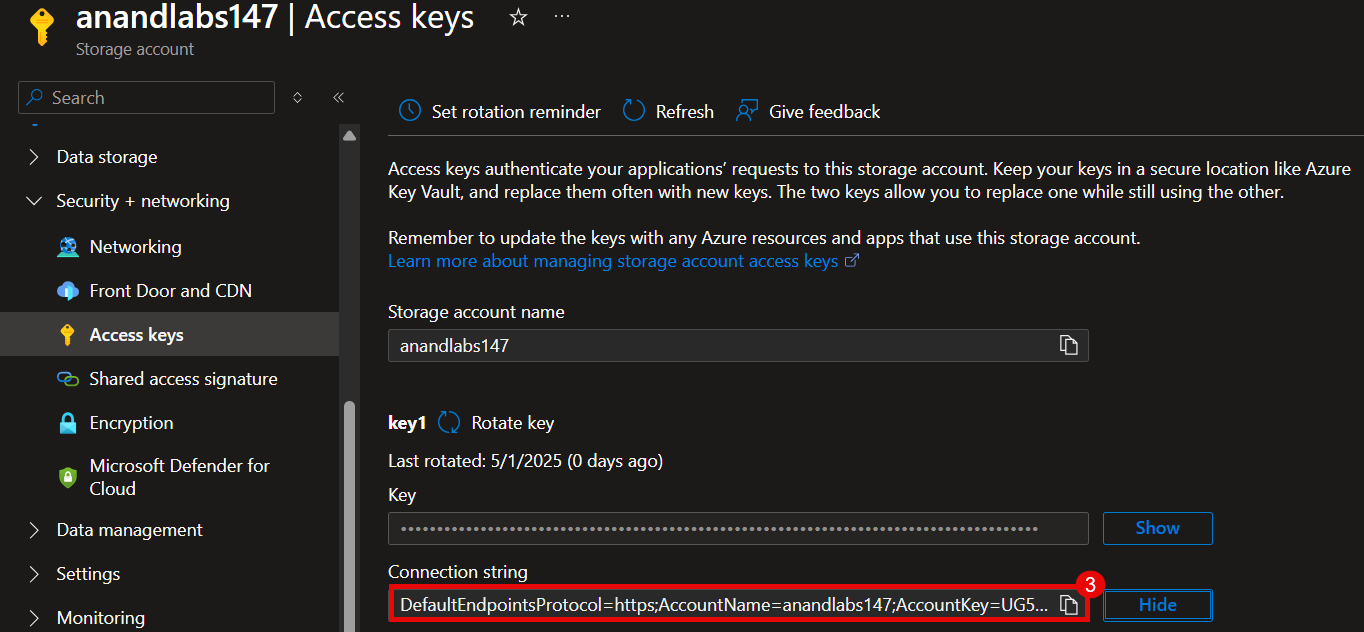 anandlabs147 | Access keys
Storage account
Search
Set rotation reminder
Refresh
Give feedback
Data storage
Security + networking
Networking
Front Door and CDN
Access keys
Shared access signature
Encryption
Microsoft Defender for
Cloud
Data management
Settings
Monitoring
Access keys authenticate your applications’ requests to this storage account. Keep your keys in a secure location like Azure
Key Vault, and replace them often with new keys. The two keys allow you to replace one while still using the other.
Remember to update the keys with any Azure resources and apps that use this storage account.
Learn more about managing storage account access keys
Storage account name
anandlabs147
key1 Rotate key
Last rotated: 5/1/2025 (0 days ago)
Key
Show
Connection string
3
DefaultEndpointsProtocol=https;AccountName=anandlabs147;AccountKey=UG5...
Hide